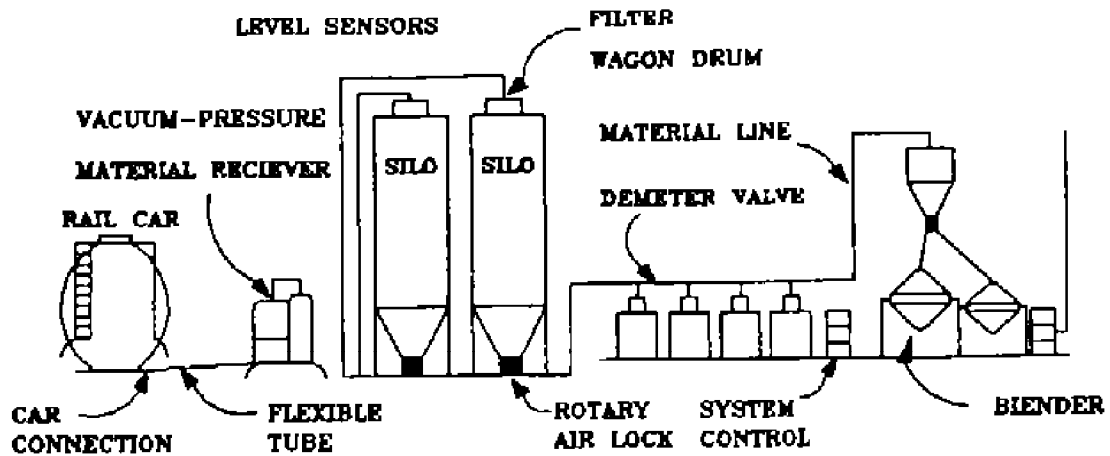 LEVEL SENSORS
FILTER
WAGON DRUM
VACUUM-PRESSURE
MATERIAL RECIEVER
RAIL CAR
SILO
SILO
MATERIAL LINE
DEMETER VALVE
CAR
CONNECTION
FLEXIBLE
TUBE
ROTARY
AIR LOCK
SYSTEM
CONTROL
BLENDER